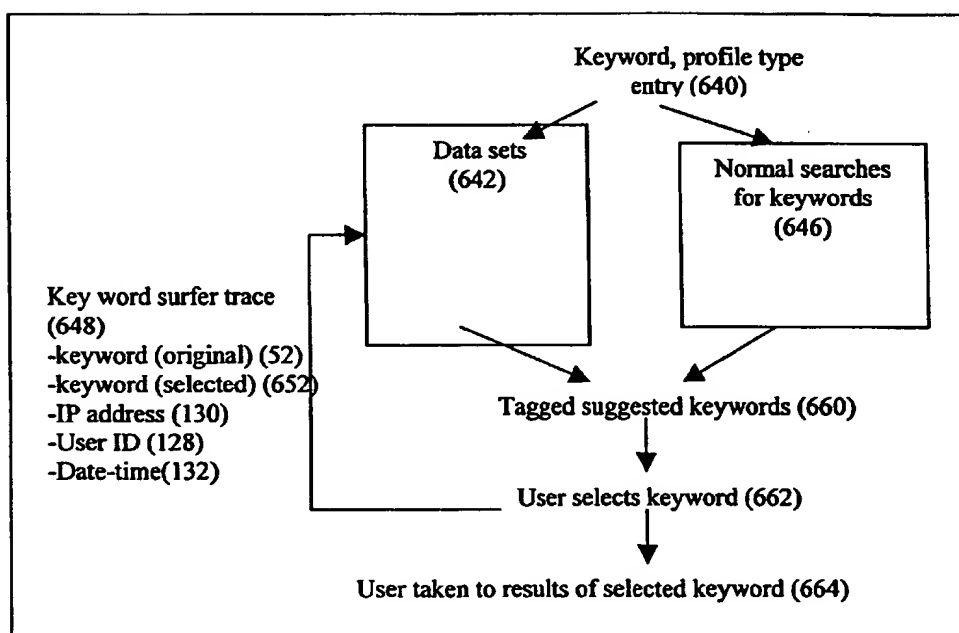 Keyword, profile type
entry (640)
Data sets
(642)
Normal searches
for keywords
(646)
Key word surfer trace
(648)
-keyword (original) (52)
-keyword (selected) (652)
-IP address (130)
-User ID (128)
-Date-time(132)
Tagged suggested keywords (660)
User selects keyword (662)
User taken to results of selected keyword (664)